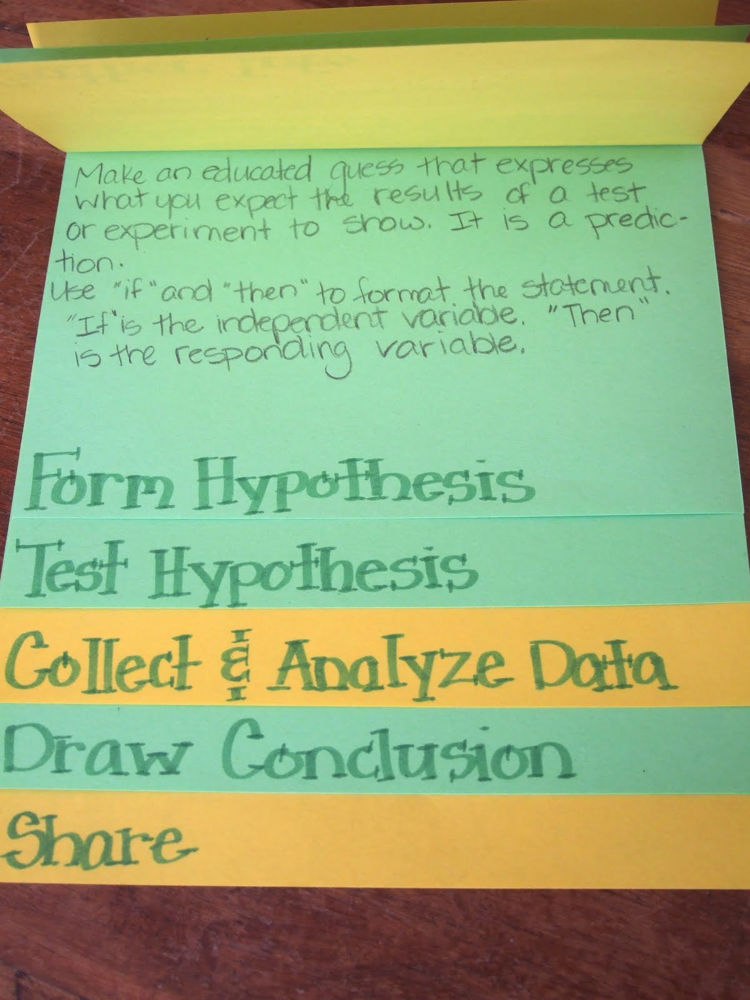 Make an educated guess that expresses
what you expect the results of a test
or experiment to show. It is a predic-
tion.
Use "if" and "then" to format the statement.
"If" is the independent variable. "Then"
is the responding variable.
Form Hypothesis
Test Hypothesis
Collect & Analyze Data
Draw Conclusion
Share